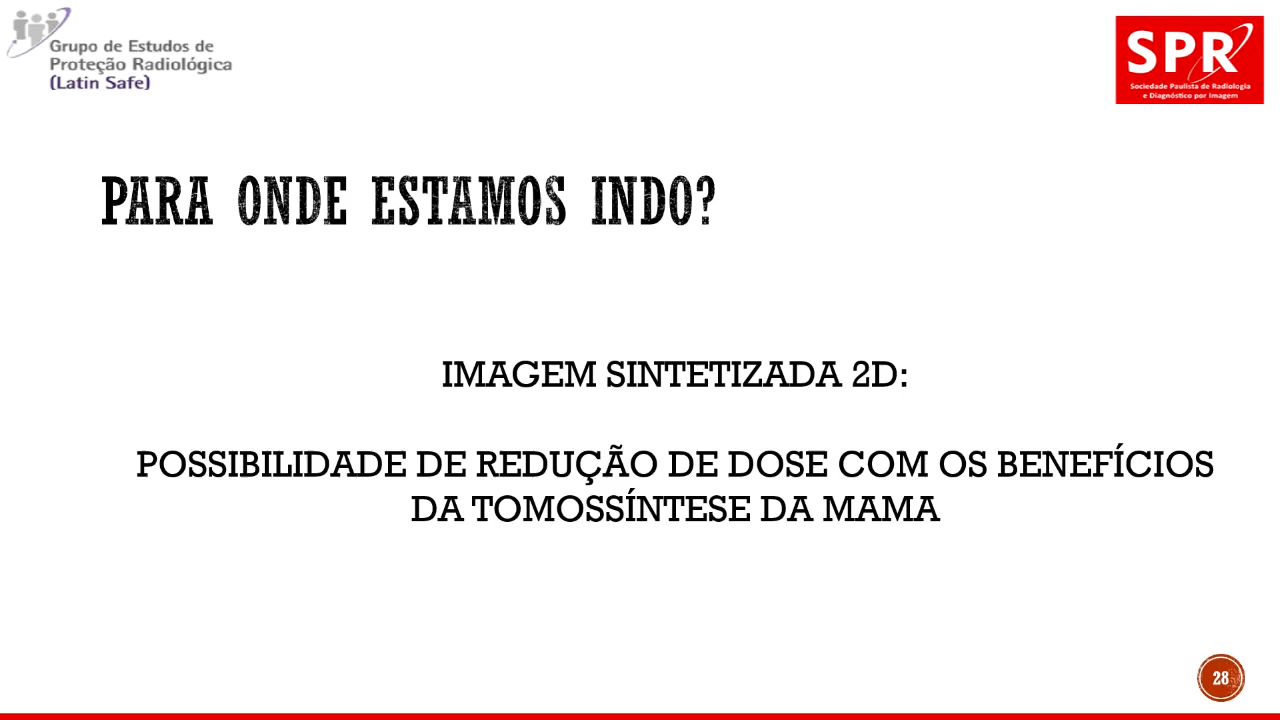 Grupo de Estudos de
Proteção Radiológica
(Latin Safe)
SPR
Sociedade Paulista de Radiologia
e Diagnóstico por Imagem
PARA ONDE ESTAMOS INDO?
IMAGEM SINTETIZADA 2D:
POSSIBILIDADE DE REDUÇÃO DE DOSE COM OS BENEFÍCIOS
DA TOMOSSÍNTESE DA MAMA
28